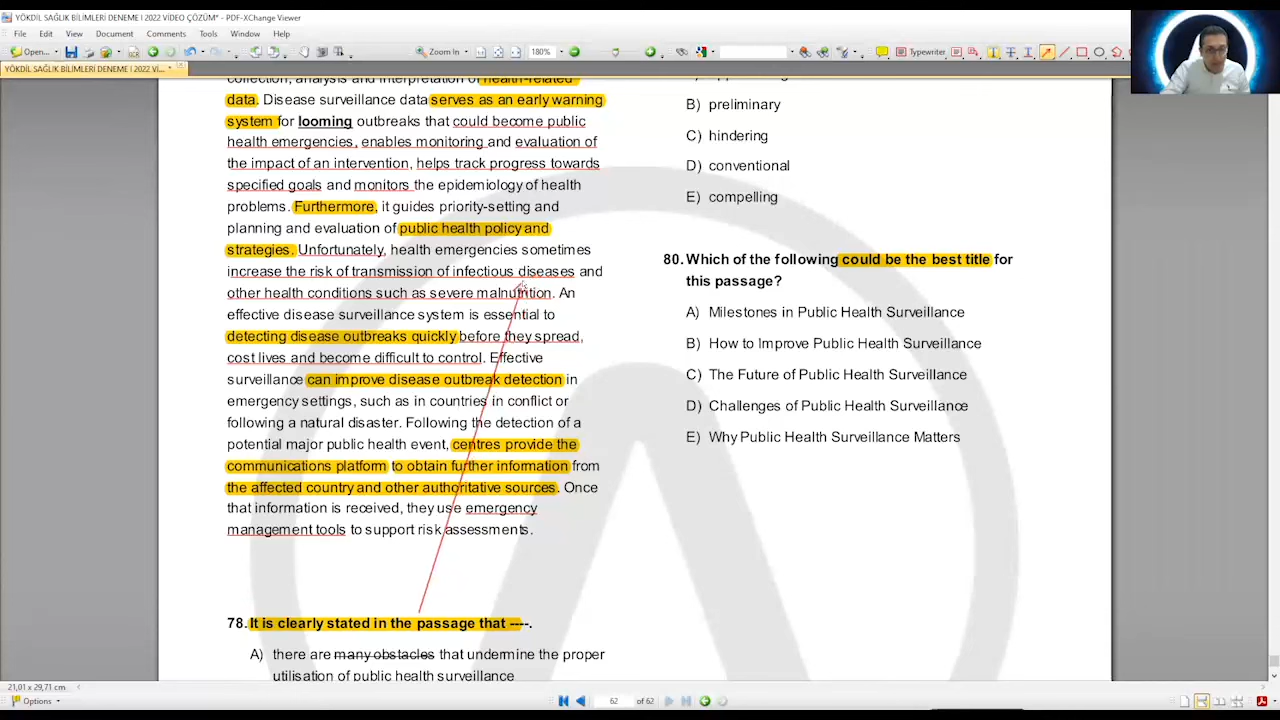 YÖKDİL SAĞLIK BİLİMLERİ DENEME I 2022 VİDEO ÇÖZÜM* - PDF-XChange Viewer
File Edit View Document Comments Tools Window Help
Open... Zoom In 180% Typewriter
YÖKDİL SAĞLIK BİLİMLERİ DENEME I 2022 Vİ...
collection, analysis and interpretation of health-related
data. Disease surveillance data serves as an early warning
system for looming outbreaks that could become public
health emergencies, enables monitoring and evaluation of
the impact of an intervention, helps track progress towards
specified goals and monitors the epidemiology of health
problems. Furthermore, it guides priority-setting and
planning and evaluation of public health policy and
strategies. Unfortunately, health emergencies sometimes
increase the risk of transmission of infectious diseases and
other health conditions such as severe malnutrition. An
effective disease surveillance system is essential to
detecting disease outbreaks quickly before they spread,
cost lives and become difficult to control. Effective
surveillance can improve disease outbreak detection in
emergency settings, such as in countries in conflict or
following a natural disaster. Following the detection of a
potential major public health event, centres provide the
communications platform to obtain further information from
the affected country and other authoritative sources. Once
that information is received, they use emergency
management tools to support risk assessments.
78. It is clearly stated in the passage that ----.
A) there are many obstacles that undermine the proper
utilisation of public health surveillance
B) preliminary
C) hindering
D) conventional
E) compelling
80. Which of the following could be the best title for
this passage?
A) Milestones in Public Health Surveillance
B) How to Improve Public Health Surveillance
C) The Future of Public Health Surveillance
D) Challenges of Public Health Surveillance
E) Why Public Health Surveillance Matters
21,01 x 29,71 cm
Options 62 of 62